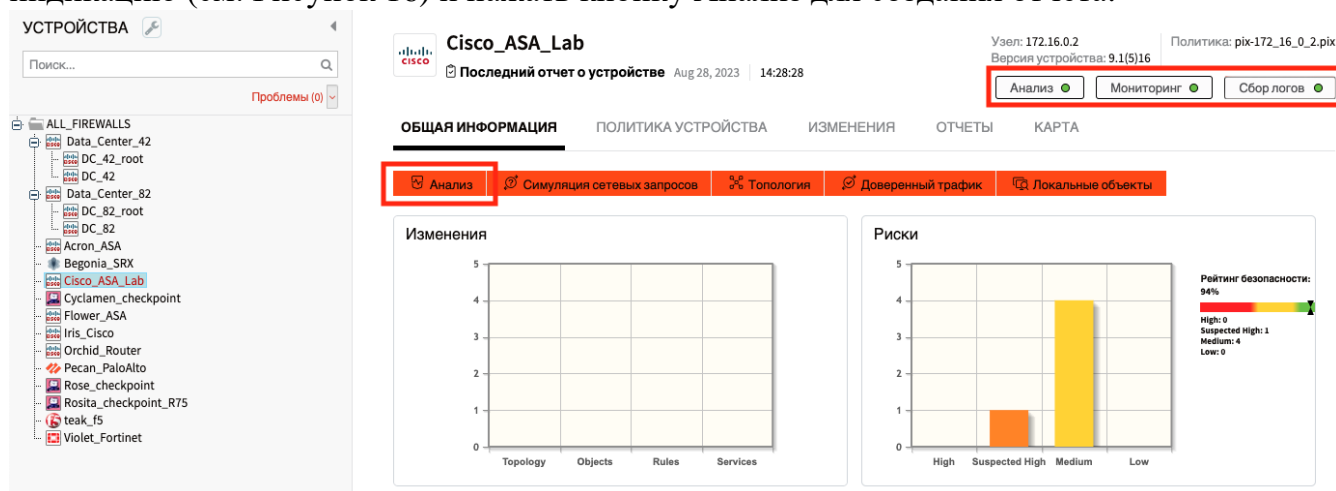 УСТРОЙСТВА
Поиск...
Проблемы (0)
ALL_FIREWALLS
Data_Center_42
DC_42_root
DC_42
Data_Center_82
DC_82_root
DC_82
Acron_ASA
Begonia_SRX
Cisco_ASA_Lab
Cyclamen_checkpoint
Flower_ASA
Iris_Cisco
Orchid_Router
Pecan_PaloAlto
Rose_checkpoint
Rosita_checkpoint_R75
teak_f5
Violet_Fortinet
CISCO
Cisco_ASA_Lab
Последний отчет о устройстве Aug 28, 2023 14:28:28
Узел: 172.16.0.2
Версия устройства: 9.1(5)16
Политика: pix-172_16_0_2.pix
Анализ Мониторинг Сбор логов
ОБЩАЯ ИНФОРМАЦИЯ ПОЛИТИКА УСТРОЙСТВА ИЗМЕНЕНИЯ ОТЧЕТЫ КАРТА
Анализ Симуляция сетевых запросов Топология Доверенный трафик Локальные объекты
Изменения
5
4
3
2
1
0
Topology Objects Rules Services
Риски
5
4
3
2
1
0
High Suspected High Medium Low
Рейтинг безопасности:
94%
High: 0
Suspected High: 1
Medium: 4
Low: 0